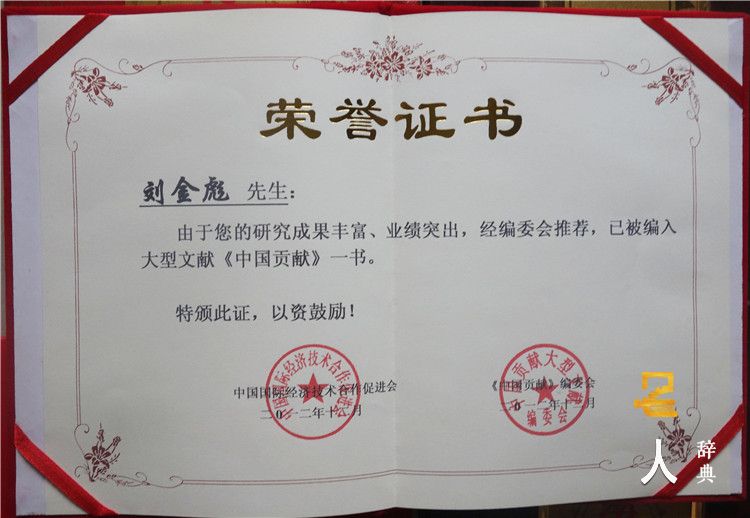 荣誉证书
刘金彪 先生：
由于您的研究成果丰富、业绩突出，经编委会推荐，已被编入
大型文献《中国贡献》一书。
特颁此证，以资鼓励！
中国国际经济技术合作促进会
《中国贡献》编委会
人
辞典